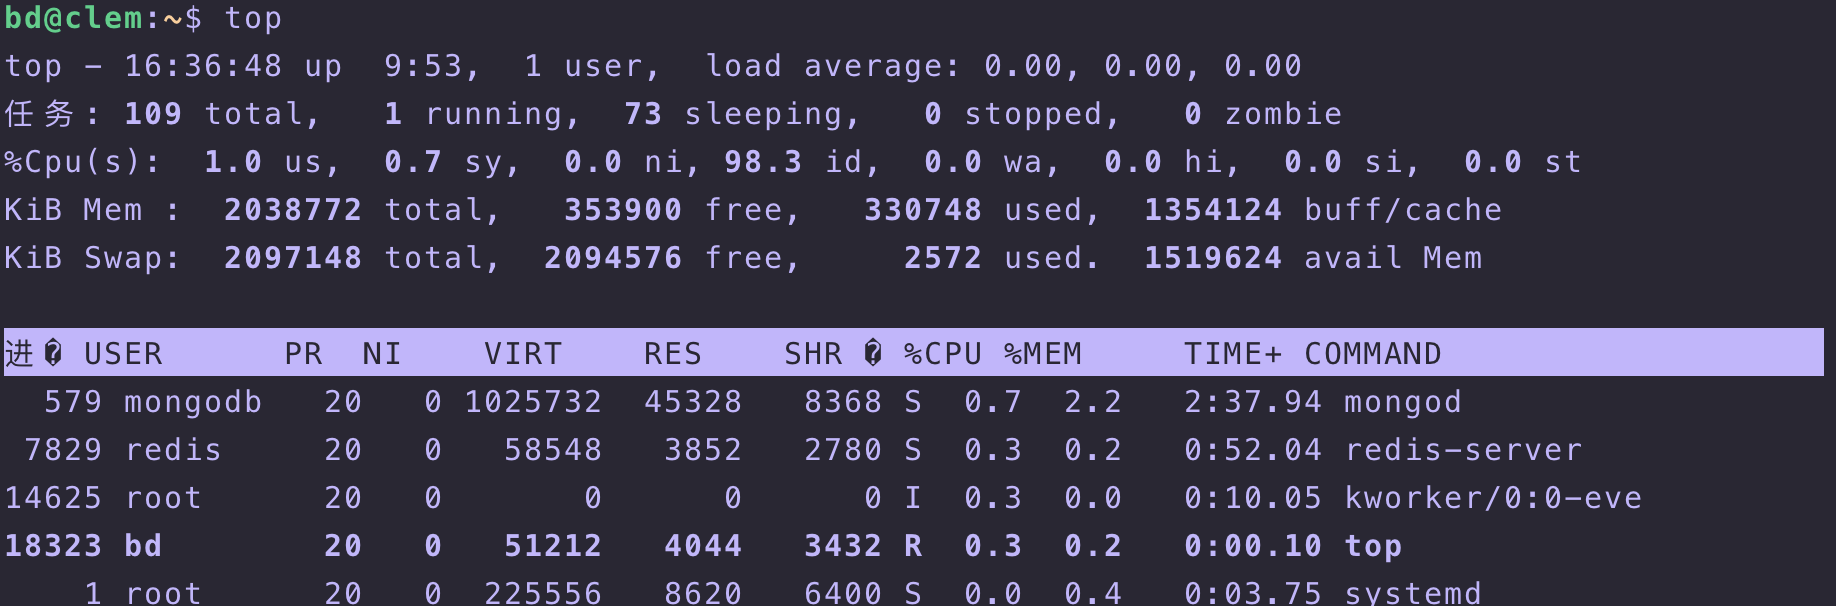 bd@clem:~$ top
top - 16:36:48 up  9:53,  1 user,  load average: 0.00, 0.00, 0.00
任务: 109 total,   1 running,  73 sleeping,   0 stopped,   0 zombie
%Cpu(s):  1.0 us,  0.7 sy,  0.0 ni, 98.3 id,  0.0 wa,  0.0 hi,  0.0 si,  0.0 st
KiB Mem :  2038772 total,   353900 free,   330748 used,  1354124 buff/cache
KiB Swap:  2097148 total,  2094576 free,     2572 used.  1519624 avail Mem
进� USER      PR  NI    VIRT    RES    SHR � %CPU %MEM     TIME+ COMMAND
  579 mongodb   20   0 1025732  45328   8368 S  0.7  2.2   2:37.94 mongod
 7829 redis     20   0   58548   3852   2780 S  0.3  0.2   0:52.04 redis-server
14625 root      20   0       0      0      0 I  0.3  0.0   0:10.05 kworker/0:0-eve
18323 bd        20   0   51212   4044   3432 R  0.3  0.2   0:00.10 top
    1 root      20   0  225556   8620   6400 S  0.0  0.4   0:03.75 systemd